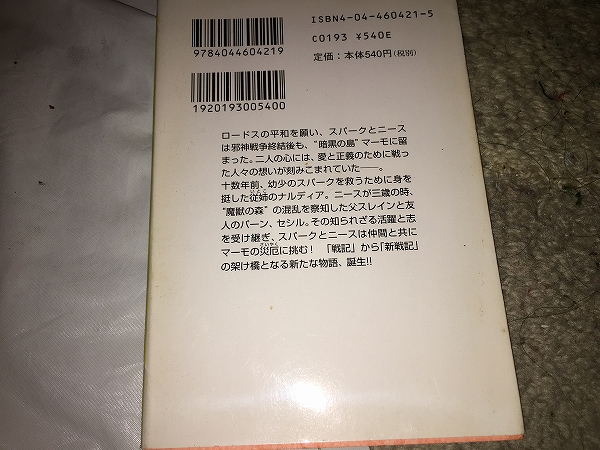 ISBN4-04-460421-5
C0193 ¥540E
定価：本体540円(税別)
9784044604219
1920193005400
ロードスの平和を願い、スパークとニース
は邪神戦争終結後も、“暗黒の島”マーモに留
まった。二人の心には、愛と正義のために戦っ
た人々の想いが刻みこまれていた――。
十数年前、幼少のスパークを救うために身を
挺した従姉のナルディア。ニースが三歳の時、
“魔獣の森”の混乱を察知した父スレインと友
人のパーン、セシル。その知られざる活躍と志
を受け継ぎ、スパークとニースは仲間と共に
マーモの災厄に挑む！「戦記」から「新戦記」
の架け橋となる新たな物語、誕生!!